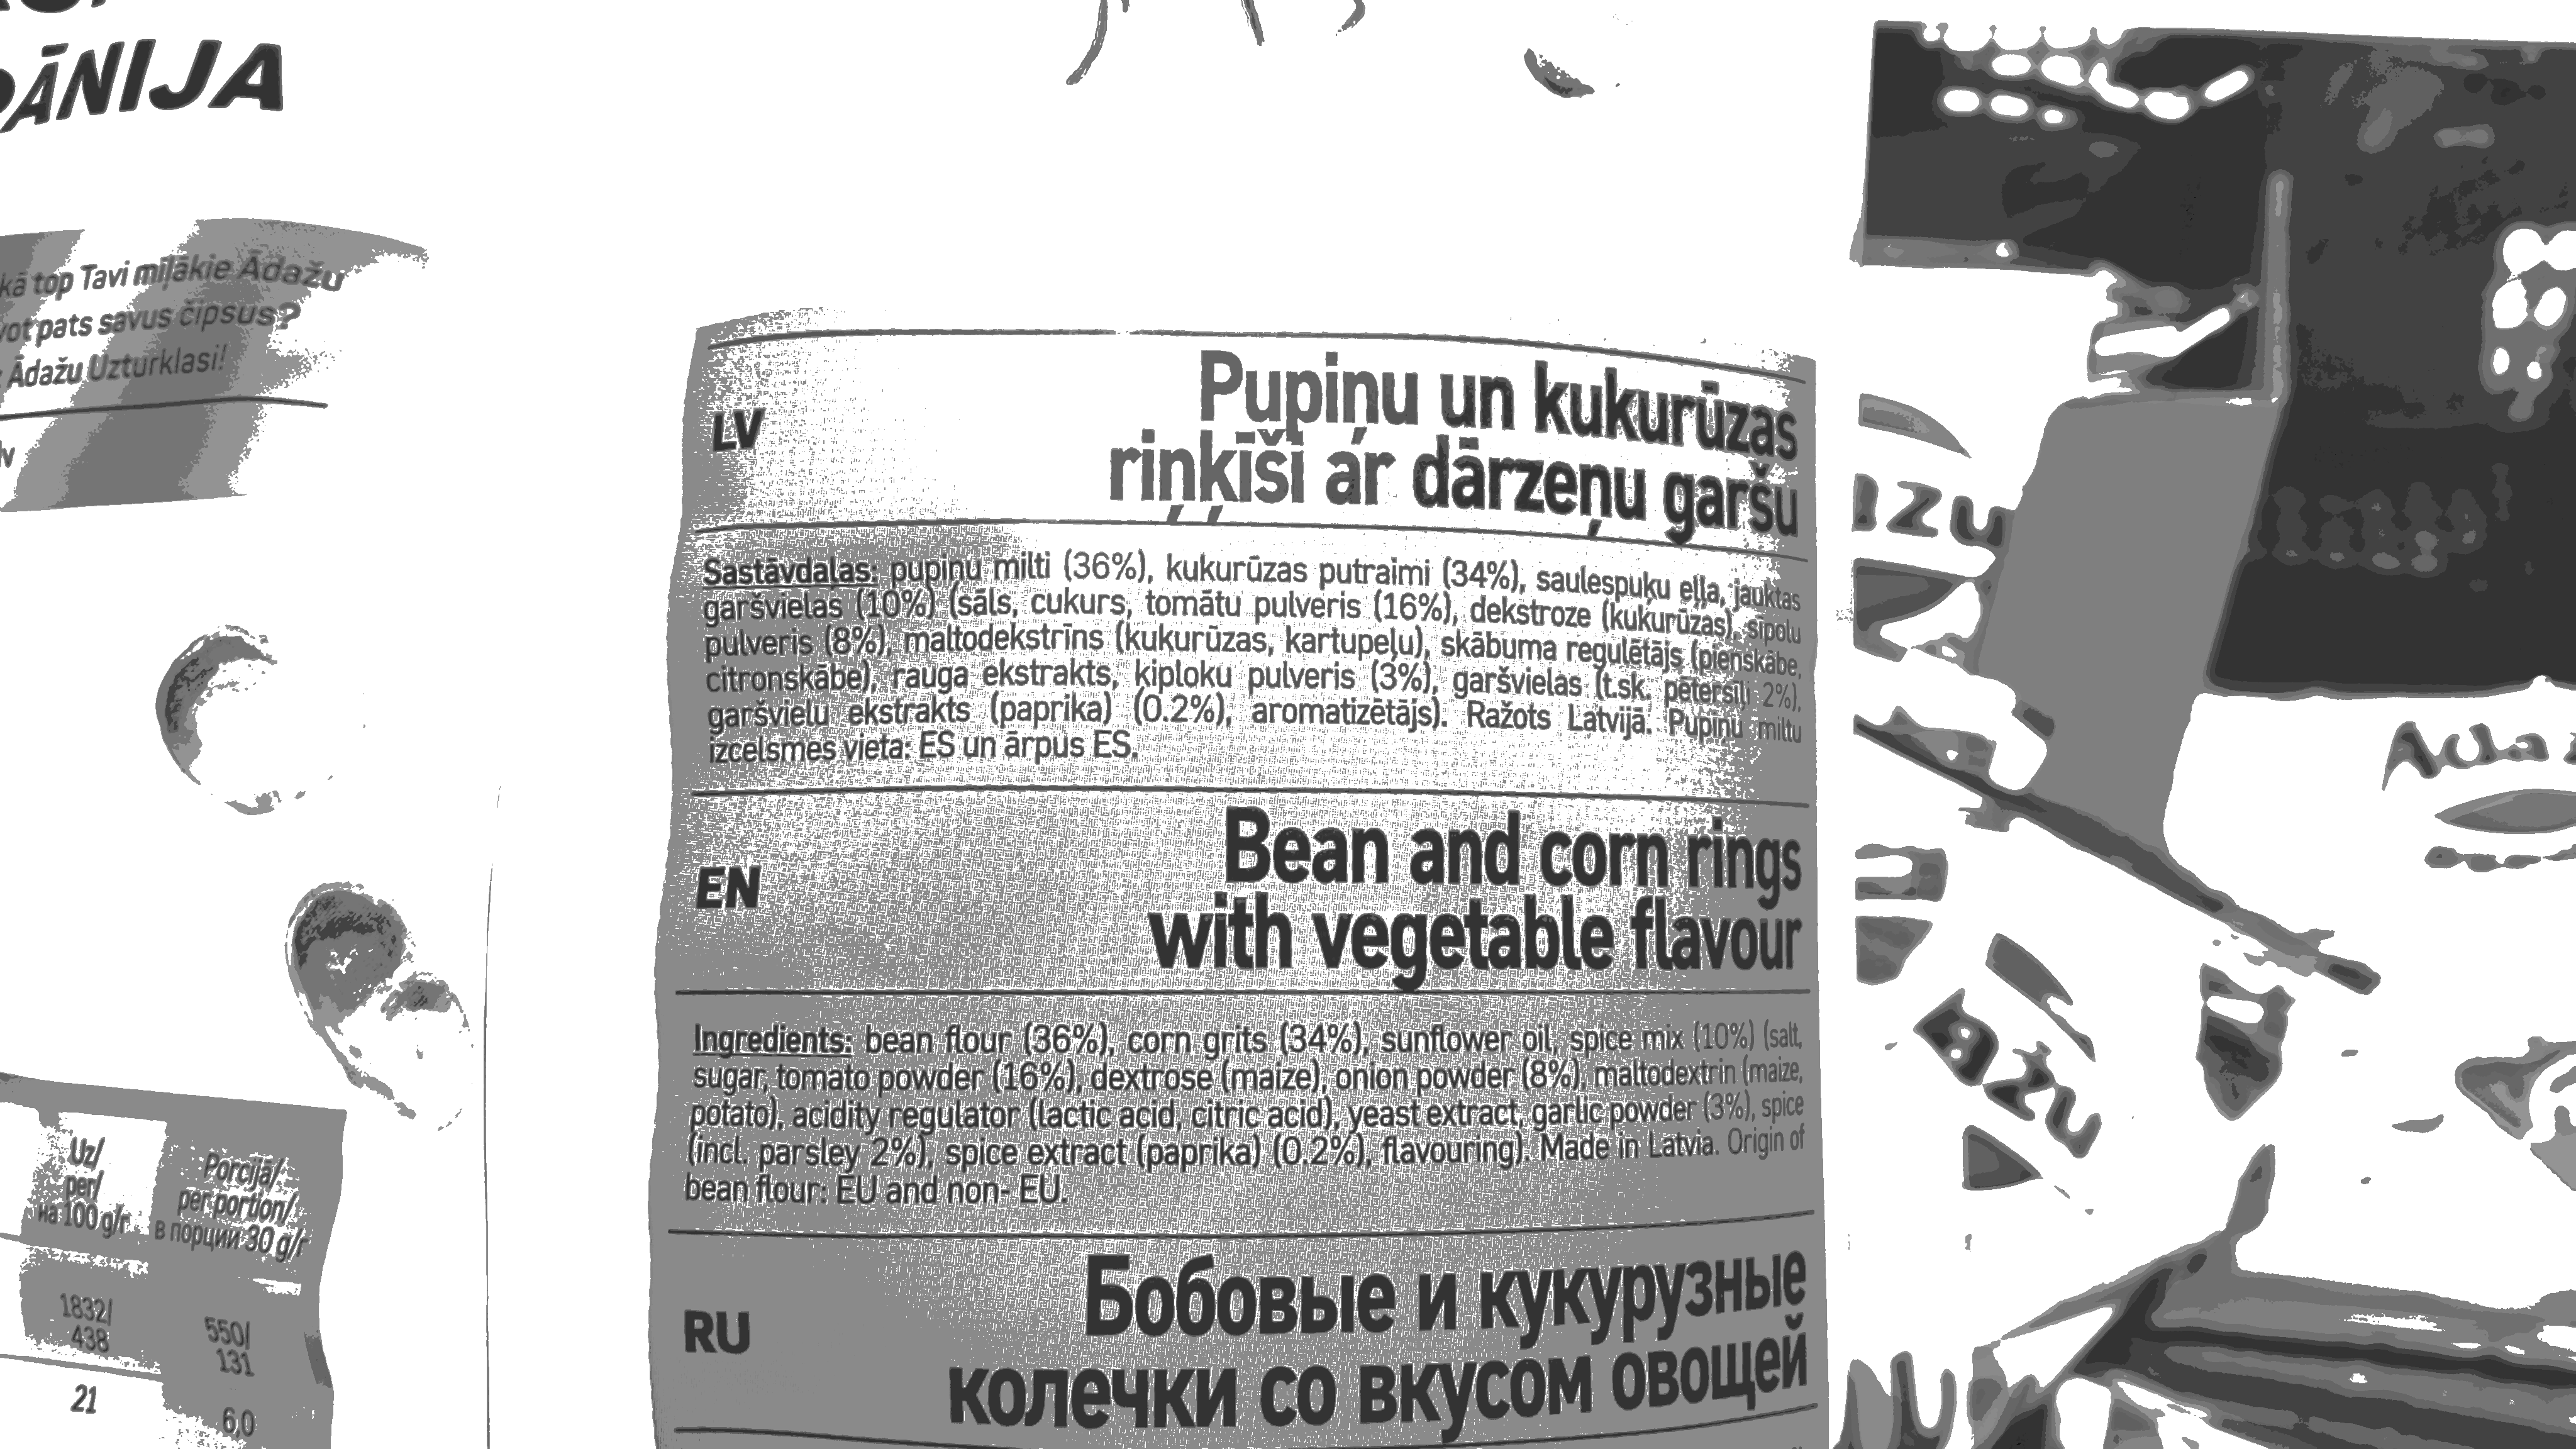 ĀNIJA
kā top Tavi mīļākie Ādažu
pats savus čipsus?
Ādažu Uzturklasi!
lv
Uz/
per/
на 100 g/г
Porcijā/
per portion/
в порции 30 g/г
1832/
438
550/
131
21
6,0
LV
Pupiņu un kukurūzas
riņķīši ar dārzeņu garšu
Sastāvdaļas: pupiņu milti (36%), kukurūzas putraimi (34%), saulespuķu eļļa, jauktas
garšvielas (10%) (sāls, cukurs, tomātu pulveris (16%), dekstroze (kukurūzas), sīpolu
pulveris (8%), maltodekstrīns (kukurūzas, kartupeļu), skābuma regulētājs (pienskābe,
citronskābe), rauga ekstrakts, ķiploku pulveris (3%), garšvielas (t.sk. pētersīļi 2%),
garšvielu ekstrakts (paprika) (0.2%), aromatizētājs). Ražots Latvijā. Pupiņu miltu
izcelsmes vieta: ES un ārpus ES.
EN
Bean and corn rings
with vegetable flavour
Ingredients: bean flour (36%), corn grits (34%), sunflower oil, spice mix (10%) (salt,
sugar, tomato powder (16%), dextrose (maize), onion powder (8%), maltodextrin (maize,
potato), acidity regulator (lactic acid, citric acid), yeast extract, garlic powder (3%), spice
(incl. parsley 2%), spice extract (paprika) (0.2%), flavouring). Made in Latvia. Origin of
bean flour: EU and non- EU.
RU
Бобовые и кукурузные
колечки со вкусом овощей
ažu